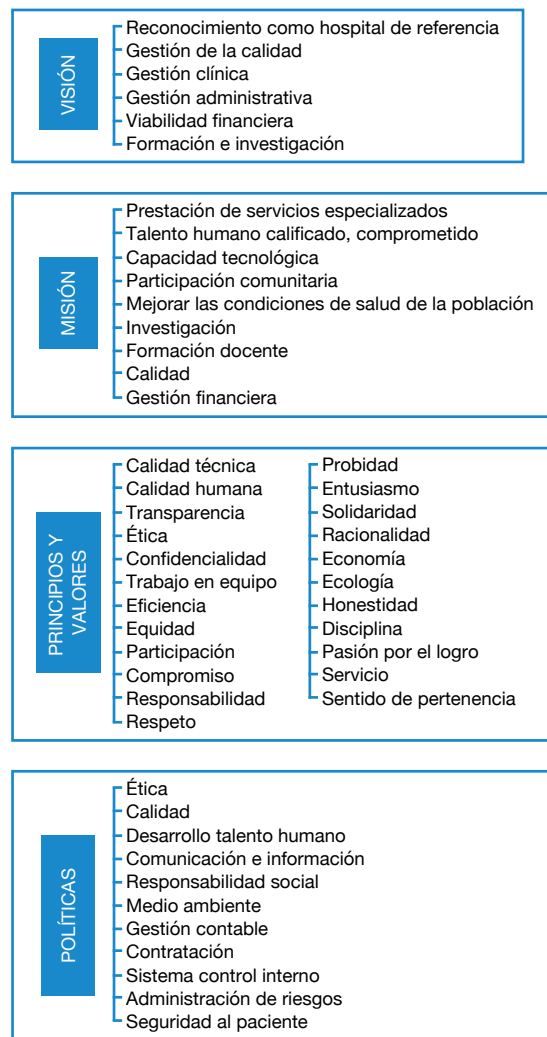 VISIÓN
Reconocimiento como hospital de referencia
Gestión de la calidad
Gestión clínica
Gestión administrativa
Viabilidad financiera
Formación e investigación
MISIÓN
Prestación de servicios especializados
Talento humano calificado, comprometido
Capacidad tecnológica
Participación comunitaria
Mejorar las condiciones de salud de la población
Investigación
Formación docente
Calidad
Gestión financiera
PRINCIPIOS Y
VALORES
Calidad técnica
Calidad humana
Transparencia
Ética
Confidencialidad
Trabajo en equipo
Eficiencia
Equidad
Participación
Compromiso
Responsabilidad
Respeto
Probidad
Entusiasmo
Solidaridad
Racionalidad
Economía
Ecología
Honestidad
Disciplina
Pasión por el logro
Servicio
Sentido de pertenencia
POLÍTICAS
Ética
Calidad
Desarrollo talento humano
Comunicación e información
Responsabilidad social
Medio ambiente
Gestión contable
Contratación
Sistema control interno
Administración de riesgos
Seguridad al paciente